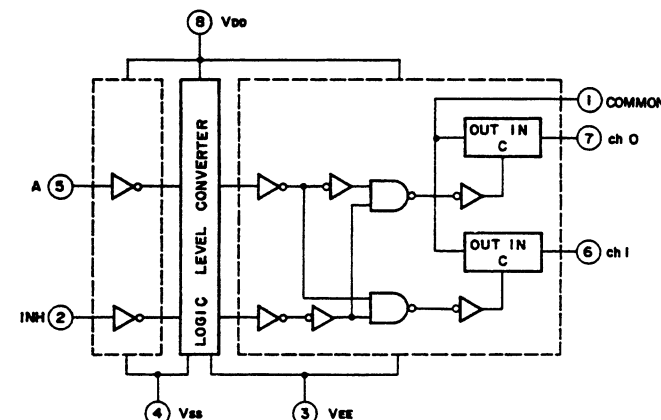 8 VDD
1 COMMON
OUT IN
C
7 ch 0
A 5
LOGIC LEVEL CONVERTER
OUT IN
C
6 ch 1
INH 2
4 VSS
3 VEE